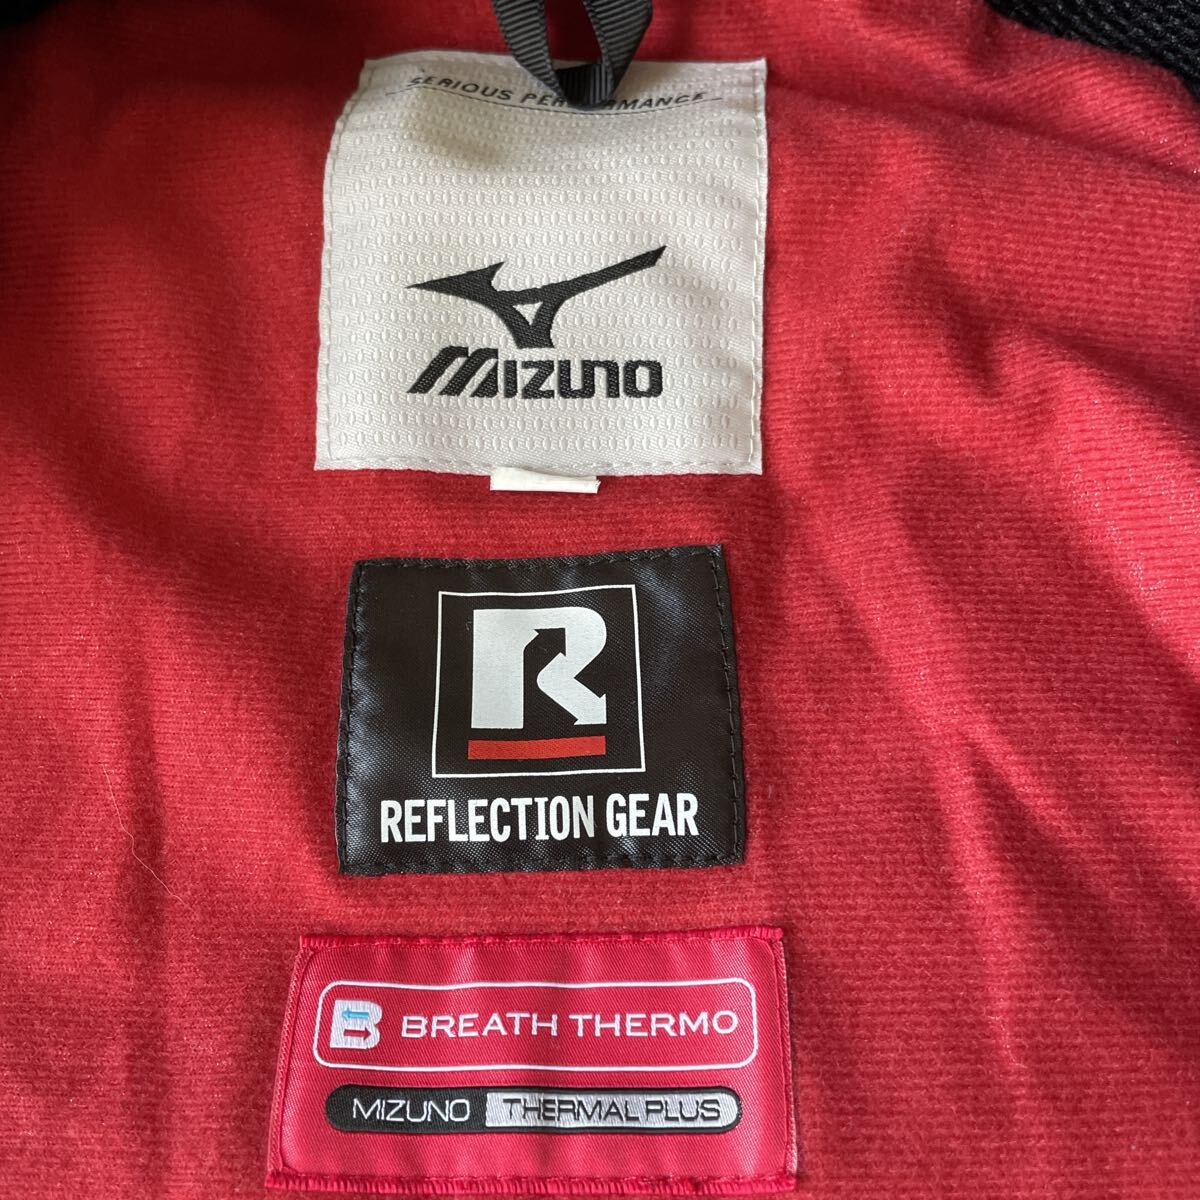 SERIOUS PERFORMANCE
MIZUNO
R
REFLECTION GEAR
B BREATH THERMO
MIZUNO THERMAL PLUS